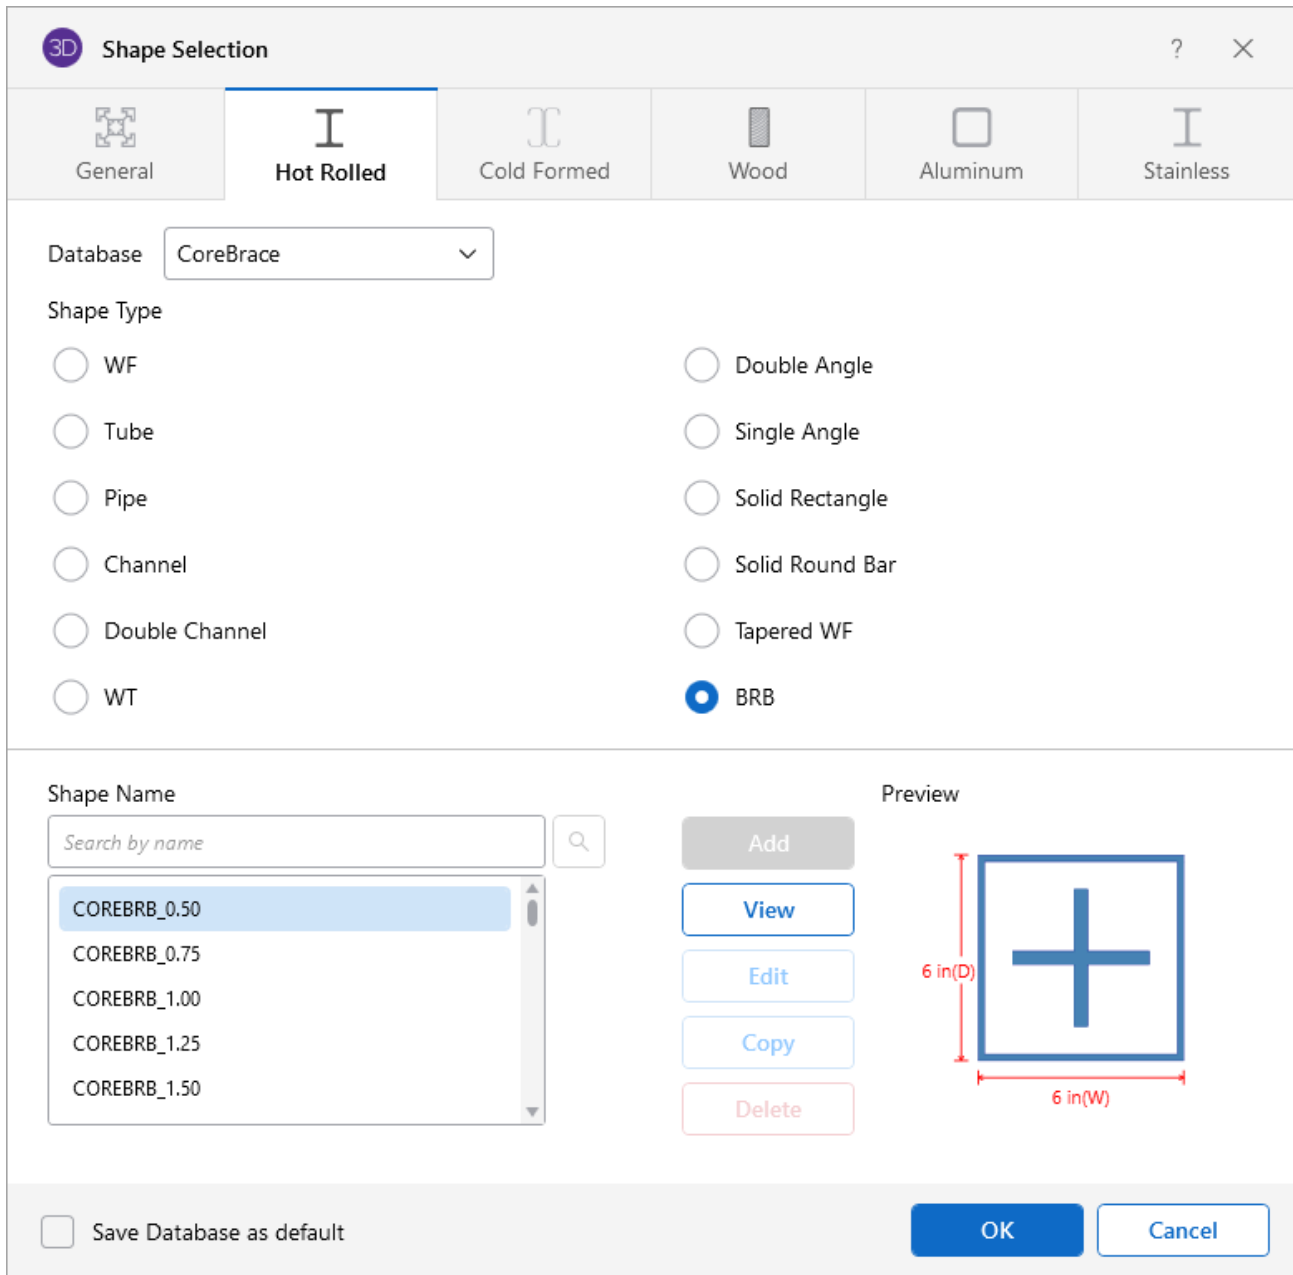 3D Shape Selection ?
General Hot Rolled Cold Formed Wood Aluminum Stainless
Database CoreBrace
Shape Type
WF
Tube
Pipe
Channel
Double Channel
WT
Double Angle
Single Angle
Solid Rectangle
Solid Round Bar
Tapered WF
BRB
Shape Name
Search by name
COREBRB_0.50
COREBRB_0.75
COREBRB_1.00
COREBRB_1.25
COREBRB_1.50
Add
View
Edit
Copy
Delete
Preview
6 in(D)
6 in(W)
Save Database as default
OK
Cancel